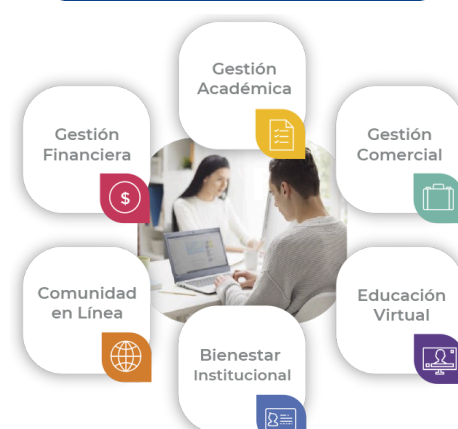 Gestión
Académica
Gestión
Financiera
$
Gestión
Comercial
Comunidad
en Línea
Educación
Virtual
Bienestar
Institucional